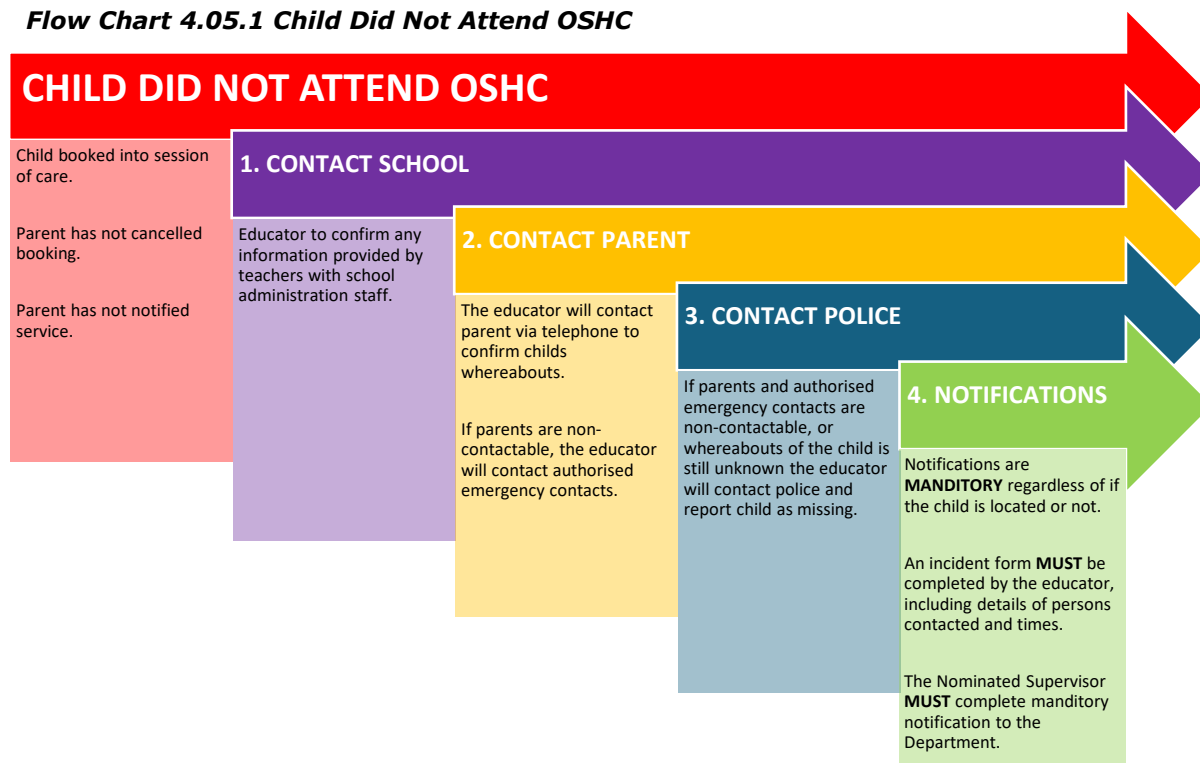 Flow Chart 4.05.1 Child Did Not Attend OSHC
CHILD DID NOT ATTEND OSHC
Child booked into session
of care.
Parent has not cancelled
booking.
Parent has not notified
service.
1. CONTACT SCHOOL
Educator to confirm any
information provided by
teachers with school
administration staff.
2. CONTACT PARENT
The educator will contact
parent via telephone to
confirm childs
whereabouts.
If parents are non-
contactable, the educator
will contact authorised
emergency contacts.
3. CONTACT POLICE
If parents and authorised
emergency contacts are
non-contactable, or
whereabouts of the child is
still unknown the educator
will contact police and
report child as missing.
4. NOTIFICATIONS
Notifications are
MANDITORY regardless of if
the child is located or not.
An incident form MUST be
completed by the educator,
including details of persons
contacted and times.
The Nominated Supervisor
MUST complete manditory
notification to the
Department.